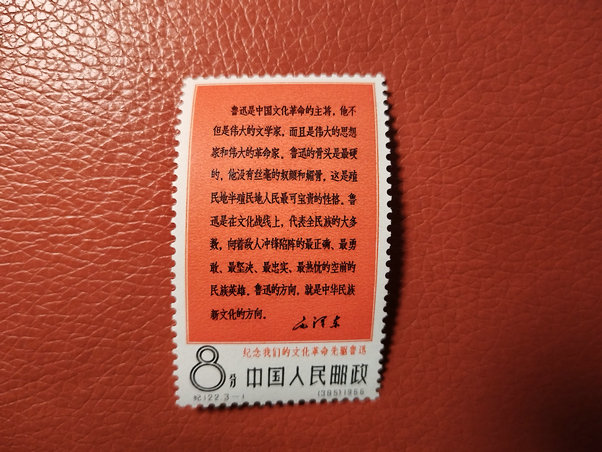 鲁迅是中国文化革命的主将，他不
但是伟大的文学家，而且是伟大的思想
家和伟大的革命家。鲁迅的骨头是最硬
的，他没有丝毫的奴颜和媚骨，这是殖
民地半殖民地人民最可宝贵的性格。鲁
迅是在文化战线上，代表全民族的大多
数，向着敌人冲锋陷阵的最正确、最勇
敢、最坚决、最忠实、最热忱的空前的
民族英雄。鲁迅的方向，就是中华民族
新文化的方向。
毛泽东
纪念我们的文化革命先驱鲁迅
8分 中国人民邮政
纪122.3-1 (395)1966